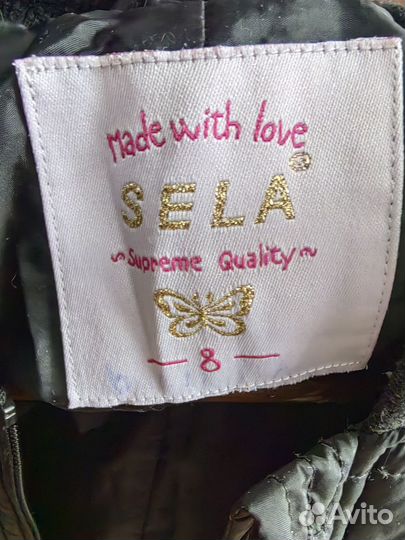 made with love
SELA®
~ Supreme Quality ~
— 8 —
Avito